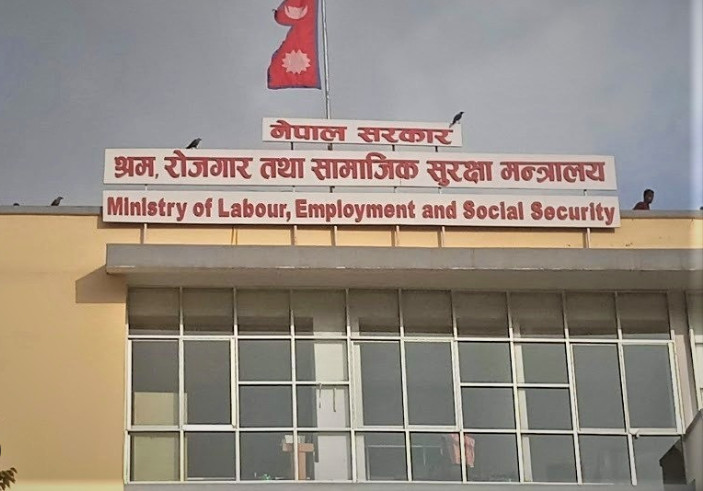 नेपाल सरकार
श्रम, रोजगार तथा सामाजिक सुरक्षा मन्त्रालय
Ministry of Labour, Employment and Social Security